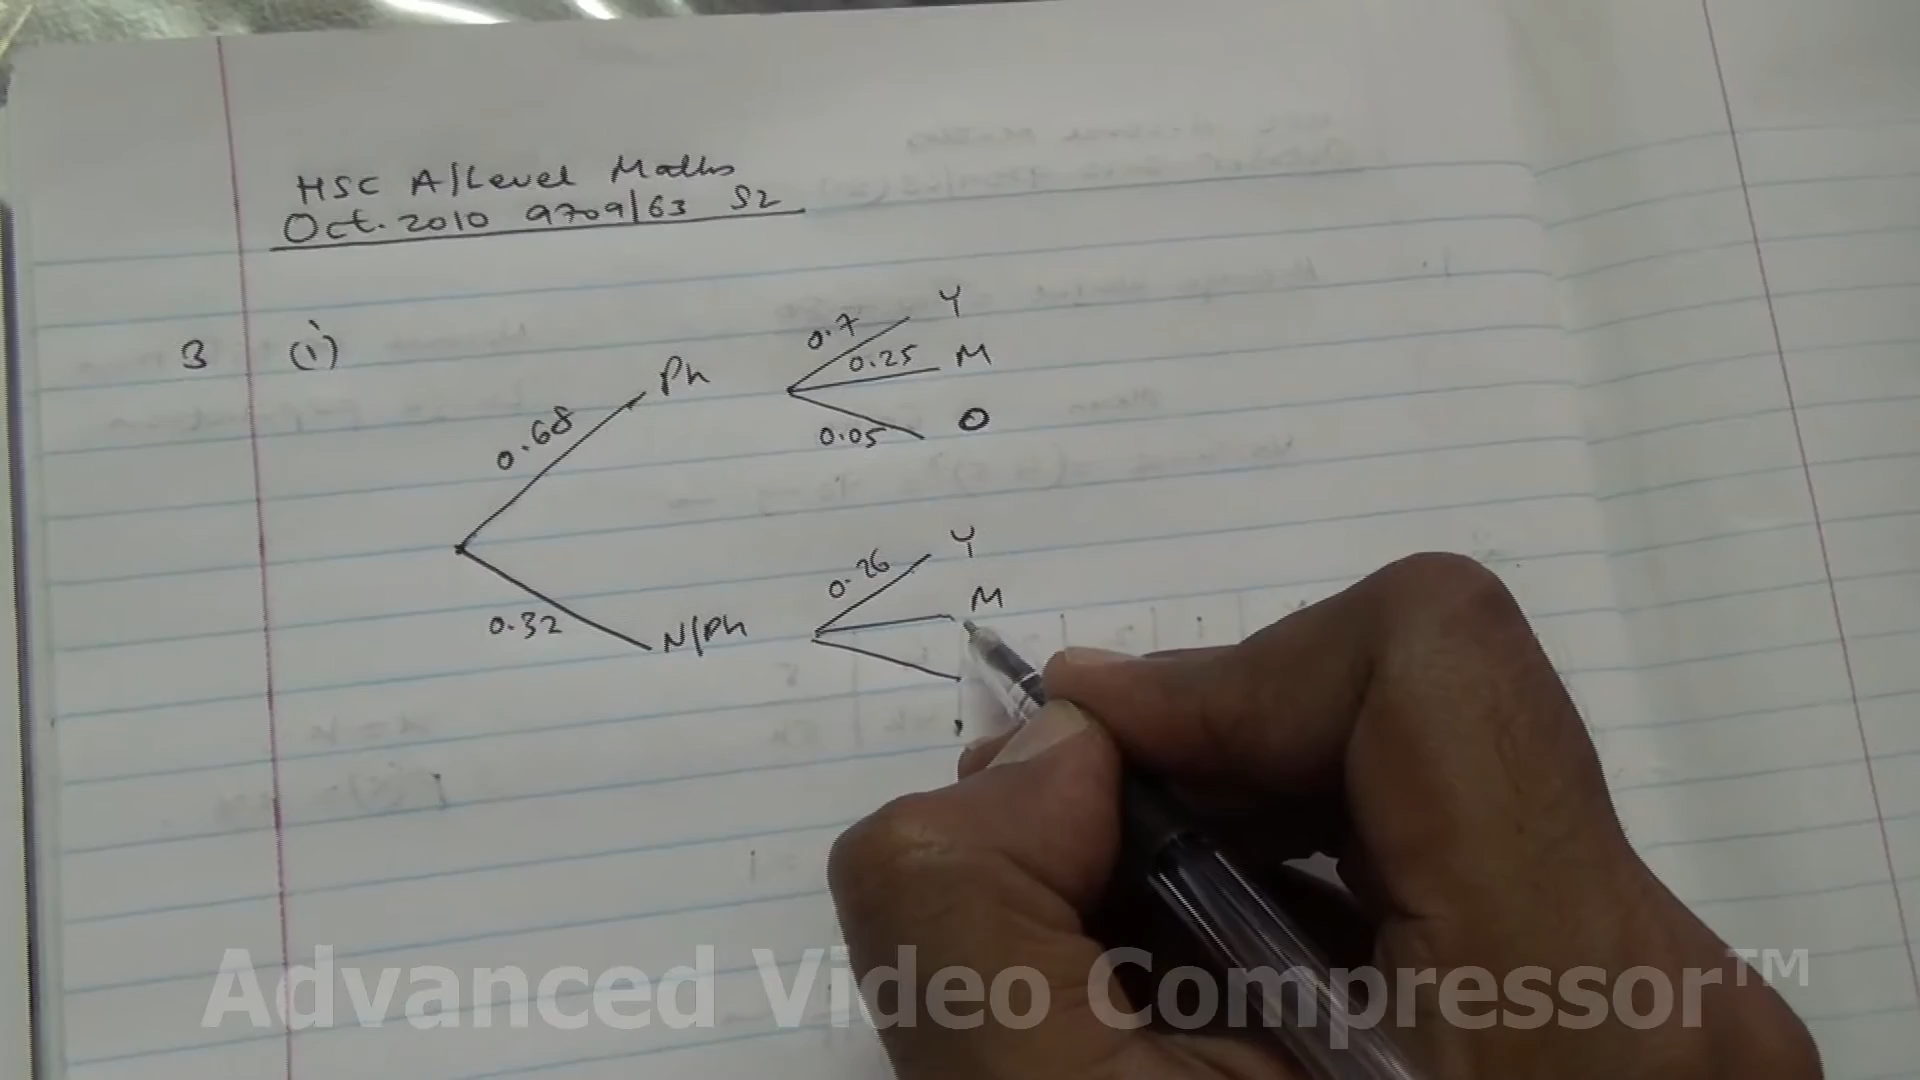 HSC A/Level Maths
Oct. 2010 9709/63 S2
3 (i)
0.68
Ph
0.7
Y
0.25
M
0.05
O
0.32
N/Ph
0.26
Y
M
Advanced Video Compressor™